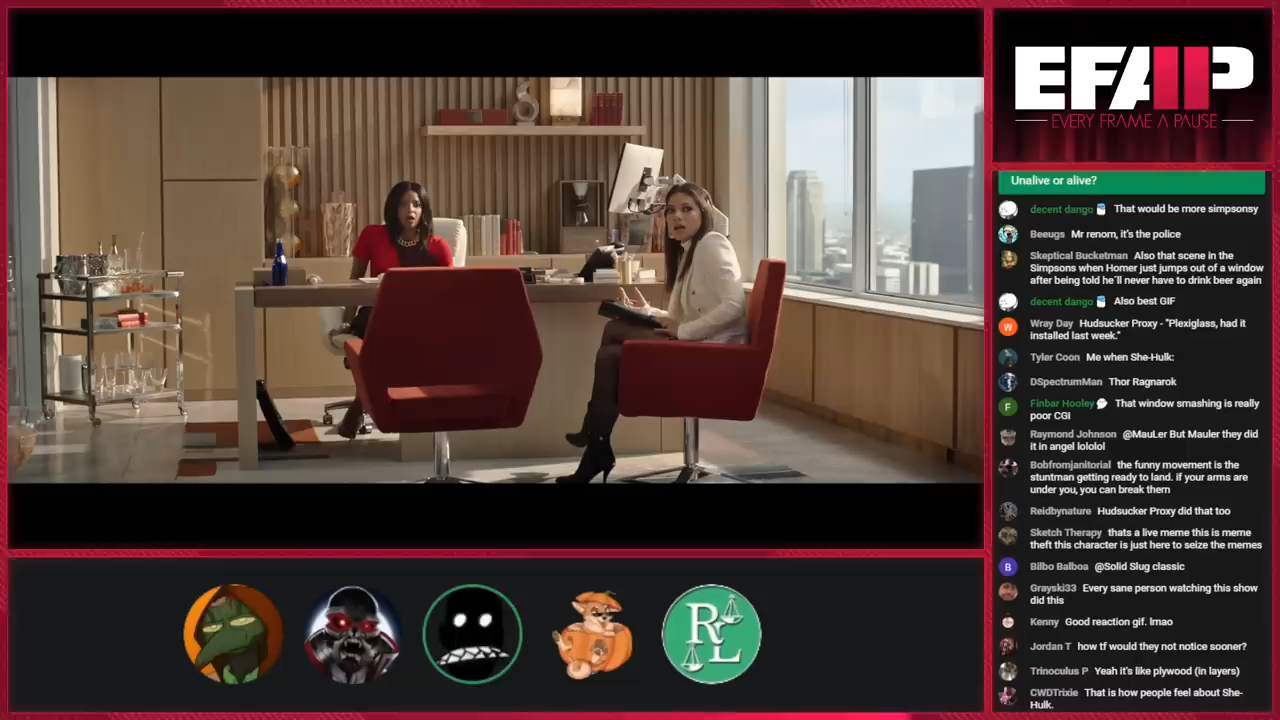 EFAP
EVERY FRAME A PAUSE
Unalive or alive?
decent dango That would be more simpsonsy
Beeugs Mr renom, it's the police
Skeptical Bucketman Also that scene in the
Simpsons when Homer just jumps out of a window
after being told he´ll never have to drink beer again
decent dango Also best GIF
W
Wray Day Hudsucker Proxy - "Plexiglass, had it
installed last week."
Tyler Coon Me when She-Hulk:
DSpectrumMan Thor Ragnarok
F
Finbar Hooley That window smashing is really
poor CGI
Raymond Johnson @MauLer But Mauler they did
it in angel lololol
Bobfromjanitorial the funny movement is the
stuntman getting ready to land. if your arms are
under you, you can break them
Reidbynature Hudsucker Proxy did that too
Sketch Therapy thats a live meme this is meme
theft this character is just here to seize the memes
B
Bilbo Balboa @Solid Slug classic
Grayski33 Every sane person watching this show
did this
Kenny Good reaction gif. lmao
Jordan T how tf would they not notice sooner?
Trinoculus P Yeah it's like plywood (in layers)
CWDTrixie That is how people feel about She-
Hulk.
RL